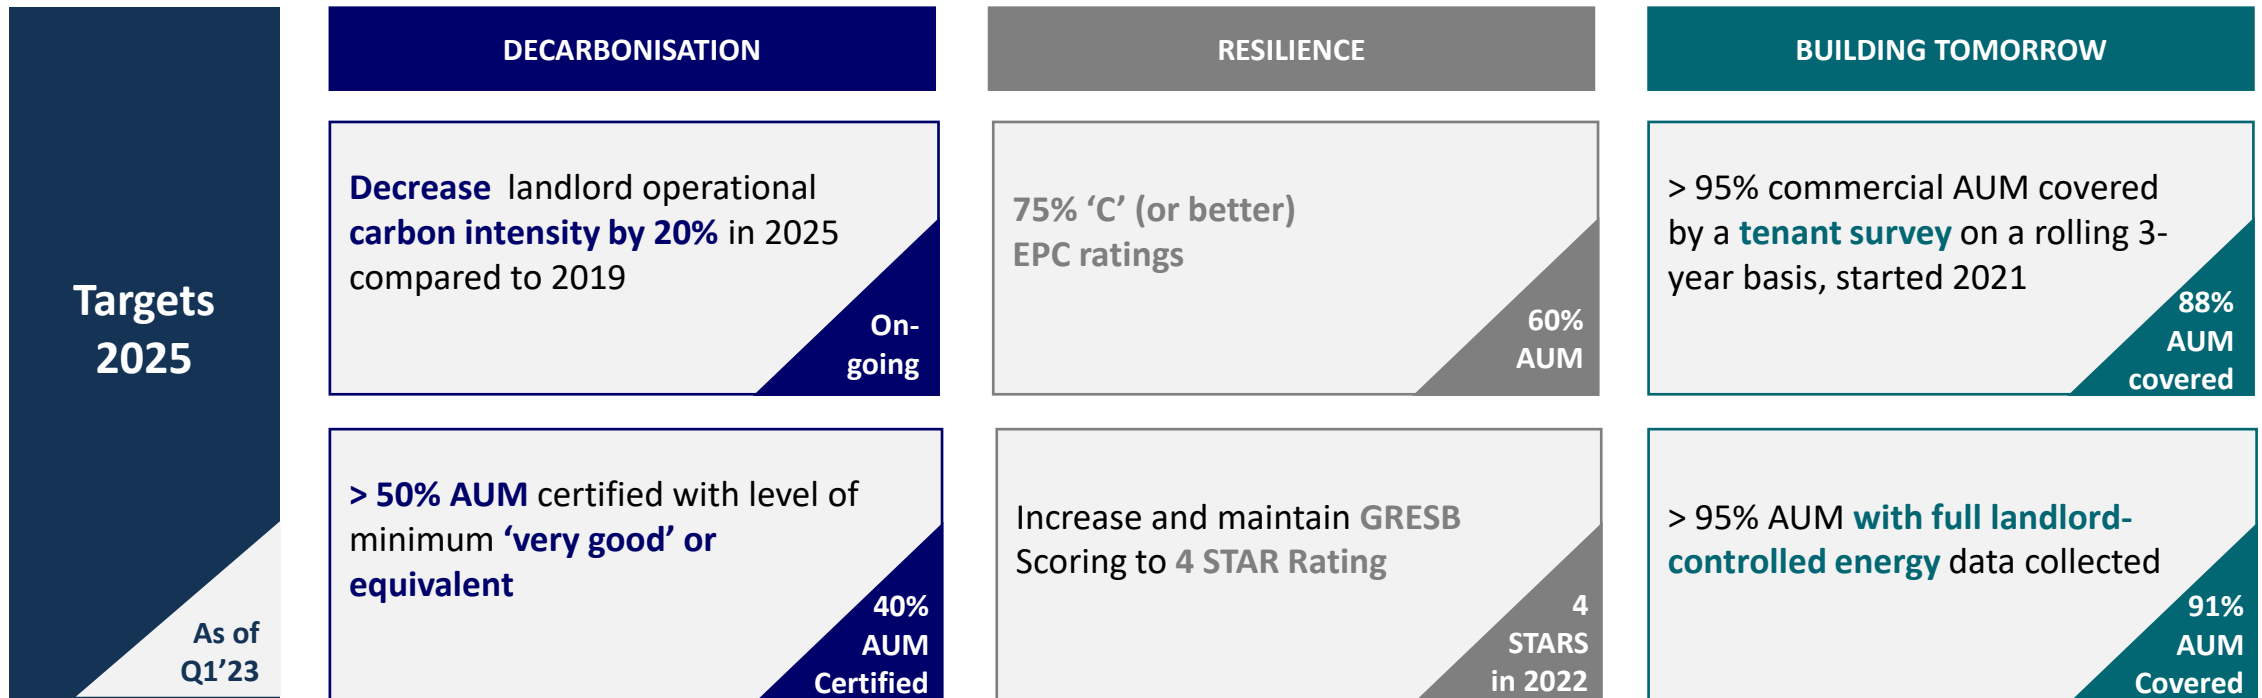 Targets
2025
As of
Q1’23
DECARBONISATION
Decrease landlord operational
carbon intensity by 20% in 2025
compared to 2019
On-
going
> 50% AUM certified with level of
minimum ‘very good’ or
equivalent
40%
AUM
Certified
RESILIENCE
75% ‘C’ (or better)
EPC ratings
60%
AUM
Increase and maintain GRESB
Scoring to 4 STAR Rating
4
STARS
in 2022
BUILDING TOMORROW
> 95% commercial AUM covered
by a tenant survey on a rolling 3-
year basis, started 2021
88%
AUM
covered
> 95% AUM with full landlord-
controlled energy data collected
91%
AUM
Covered